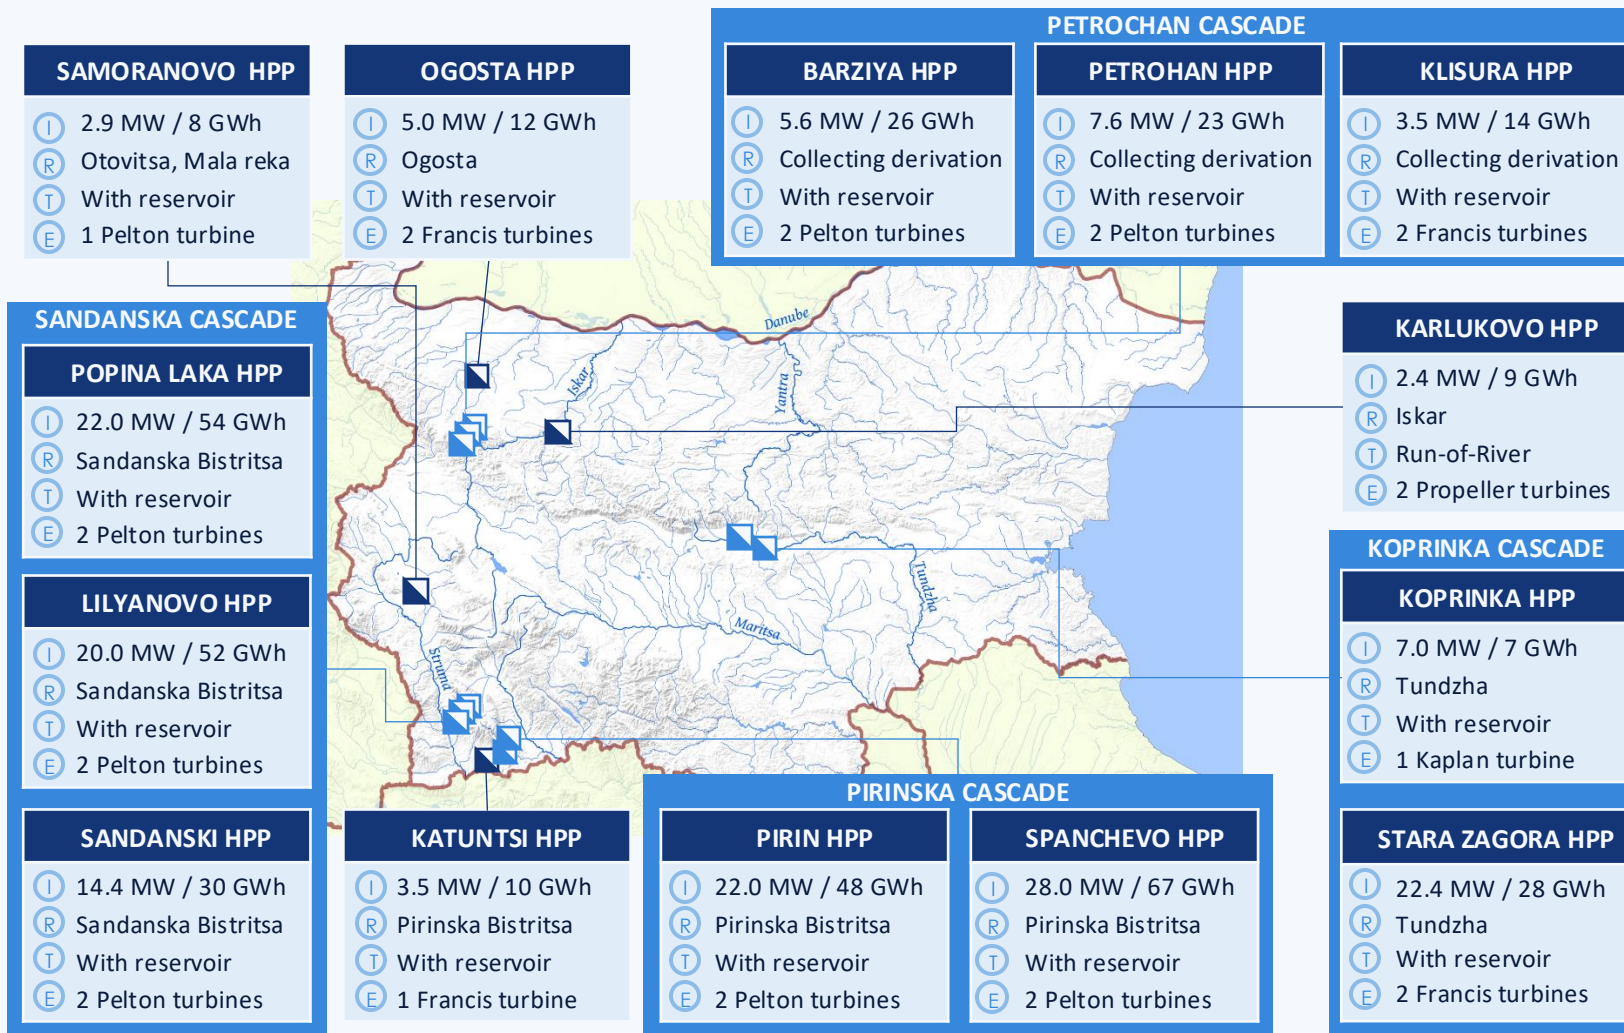 PETROCHAN CASCADE
SAMORANOVO HPP
I 2.9 MW / 8 GWh
R Otovitsa, Mala reka
T With reservoir
E 1 Pelton turbine
OGOSTA HPP
I 5.0 MW / 12 GWh
R Ogosta
T With reservoir
E 2 Francis turbines
BARZIYA HPP
I 5.6 MW / 26 GWh
R Collecting derivation
T With reservoir
E 2 Pelton turbines
PETROHAN HPP
I 7.6 MW / 23 GWh
R Collecting derivation
T With reservoir
E 2 Pelton turbines
KLISURA HPP
I 3.5 MW / 14 GWh
R Collecting derivation
T With reservoir
E 2 Francis turbines
SANDANSKA CASCADE
POPINA LAKA HPP
I 22.0 MW / 54 GWh
R Sandanska Bistritsa
T With reservoir
E 2 Pelton turbines
LILYANOVO HPP
I 20.0 MW / 52 GWh
R Sandanska Bistritsa
T With reservoir
E 2 Pelton turbines
SANDANSKI HPP
I 14.4 MW / 30 GWh
R Sandanska Bistritsa
T With reservoir
E 2 Pelton turbines
Danube
Iskar
Yantra
Tundzha
Maritsa
Struma
KARLUKOVO HPP
I 2.4 MW / 9 GWh
R Iskar
T Run-of-River
E 2 Propeller turbines
KOPRINKA CASCADE
KOPRINKA HPP
I 7.0 MW / 7 GWh
R Tundzha
T With reservoir
E 1 Kaplan turbine
STARA ZAGORA HPP
I 22.4 MW / 28 GWh
R Tundzha
T With reservoir
E 2 Francis turbines
KATUNTSI HPP
I 3.5 MW / 10 GWh
R Pirinska Bistritsa
T With reservoir
E 1 Francis turbine
PIRINSKA CASCADE
PIRIN HPP
I 22.0 MW / 48 GWh
R Pirinska Bistritsa
T With reservoir
E 2 Pelton turbines
SPANCHEVO HPP
I 28.0 MW / 67 GWh
R Pirinska Bistritsa
T With reservoir
E 2 Pelton turbines